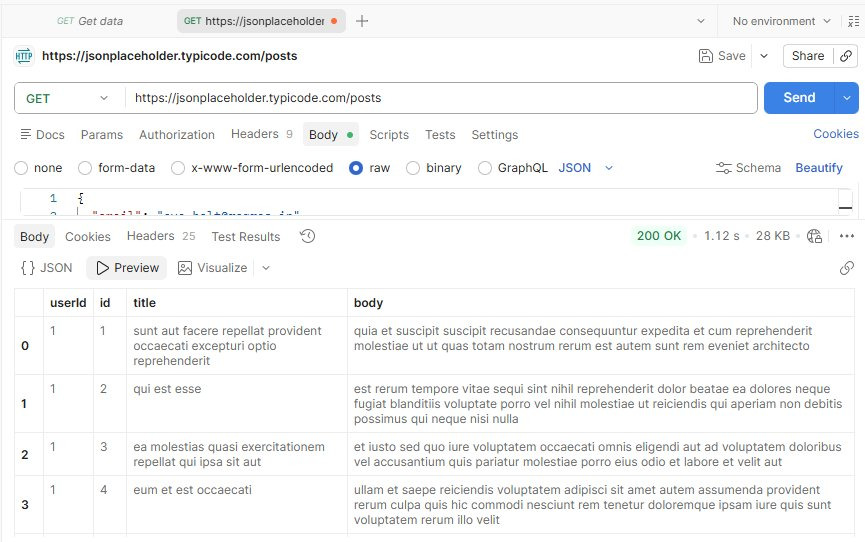 GET Get data
GET https://jsonplaceholder
No environment
HTTP https://jsonplaceholder.typicode.com/posts
Save
Share
GET
https://jsonplaceholder.typicode.com/posts
Send
Docs Params Authorization Headers 9 Body Scripts Tests Settings Cookies
none form-data x-www-form-urlencoded raw binary GraphQL JSON Schema Beautify
1 {
Body Cookies Headers 25 Test Results 200 OK • 1.12 s • 28 KB
{} JSON Preview Visualize
userId id title body
0 1 1
sunt aut facere repellat provident
occaecati excepturi optio
reprehenderit
quia et suscipit suscipit recusandae consequuntur expedita et cum reprehenderit
molestiae ut ut quas totam nostrum rerum est autem sunt rem eveniet architecto
1 1 2
qui est esse
est rerum tempore vitae sequi sint nihil reprehenderit dolor beatae ea dolores neque
fugiat blanditiis voluptate porro vel nihil molestiae ut reiciendis qui aperiam non debitis
possimus qui neque nisi nulla
2 1 3
ea molestias quasi exercitationem
repellat qui ipsa sit aut
et iusto sed quo iure voluptatem occaecati omnis eligendi aut ad voluptatem doloribus
vel accusantium quis pariatur molestiae porro eius odio et labore et velit aut
3 1 4
eum et est occaecati
ullam et saepe reiciendis voluptatem adipisci sit amet autem assumenda provident
rerum culpa quis hic commodi nesciunt rem tenetur doloremque ipsam iure quis sunt
voluptatem rerum illo velit